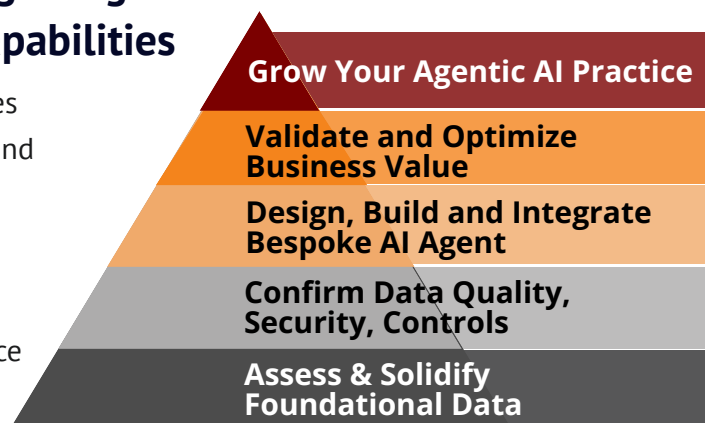 pabilities
Grow Your Agentic AI Practice
es
Validate and Optimize
nd
Business Value
Design, Build and Integrate
Bespoke AI Agent
Confirm Data Quality,
Security, Controls
ce
Assess & Solidify
Foundational Data